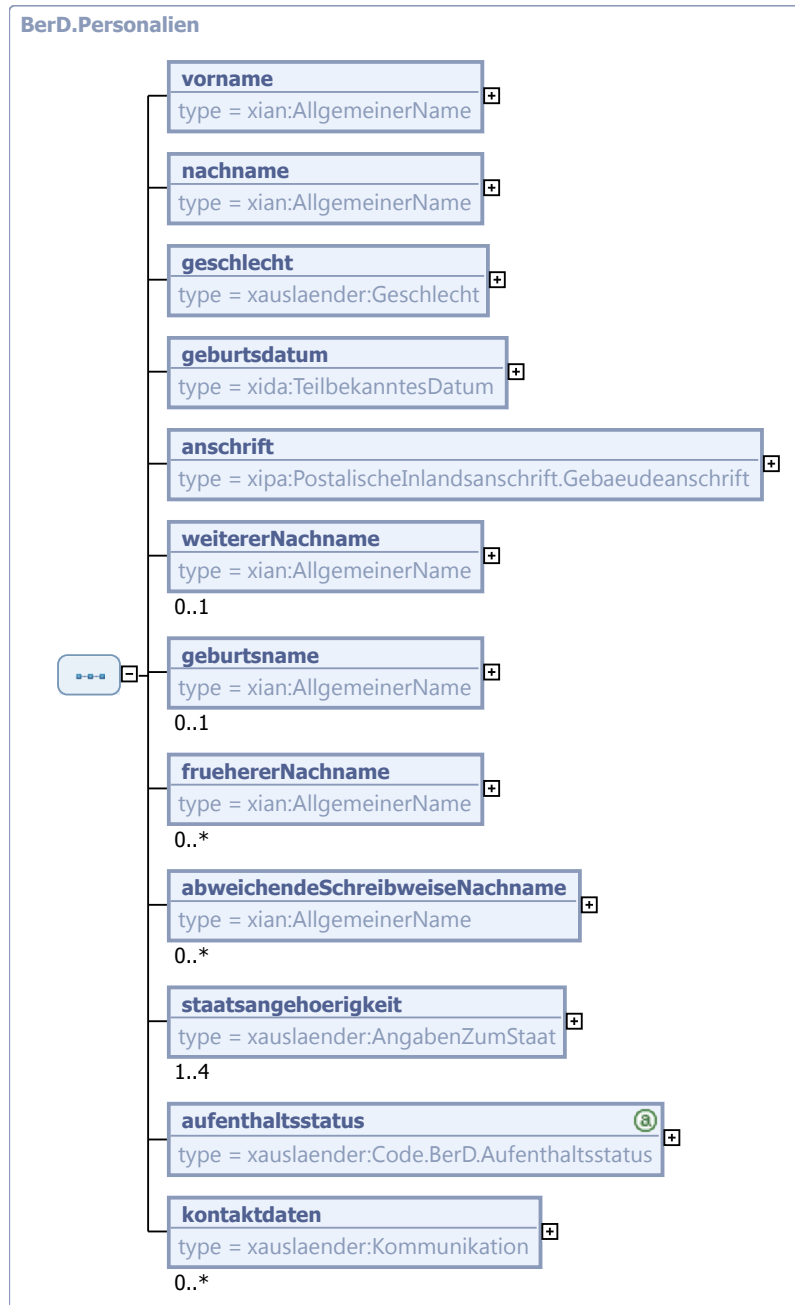 BerD.Personalien
vorname
type = xian:AllgemeinerName
nachname
type = xian:AllgemeinerName
geschlecht
type = xauslaender:Geschlecht
geburtsdatum
type = xida:TeilbekanntesDatum
anschrift
type = xipa:PostalischeInlandsanschrift.Gebaeudeanschrift
weitererNachname
type = xian:AllgemeinerName
0..1
geburtsname
type = xian:AllgemeinerName
0..1
fruehererNachname
type = xian:AllgemeinerName
0..*
abweichendeSchreibweiseNachname
type = xian:AllgemeinerName
0..*
staatsangehoerigkeit
type = xauslaender:AngabenZumStaat
1..4
aufenthaltsstatus a
type = xauslaender:Code.BerD.Aufenthaltsstatus
kontaktdaten
type = xauslaender:Kommunikation
0..*